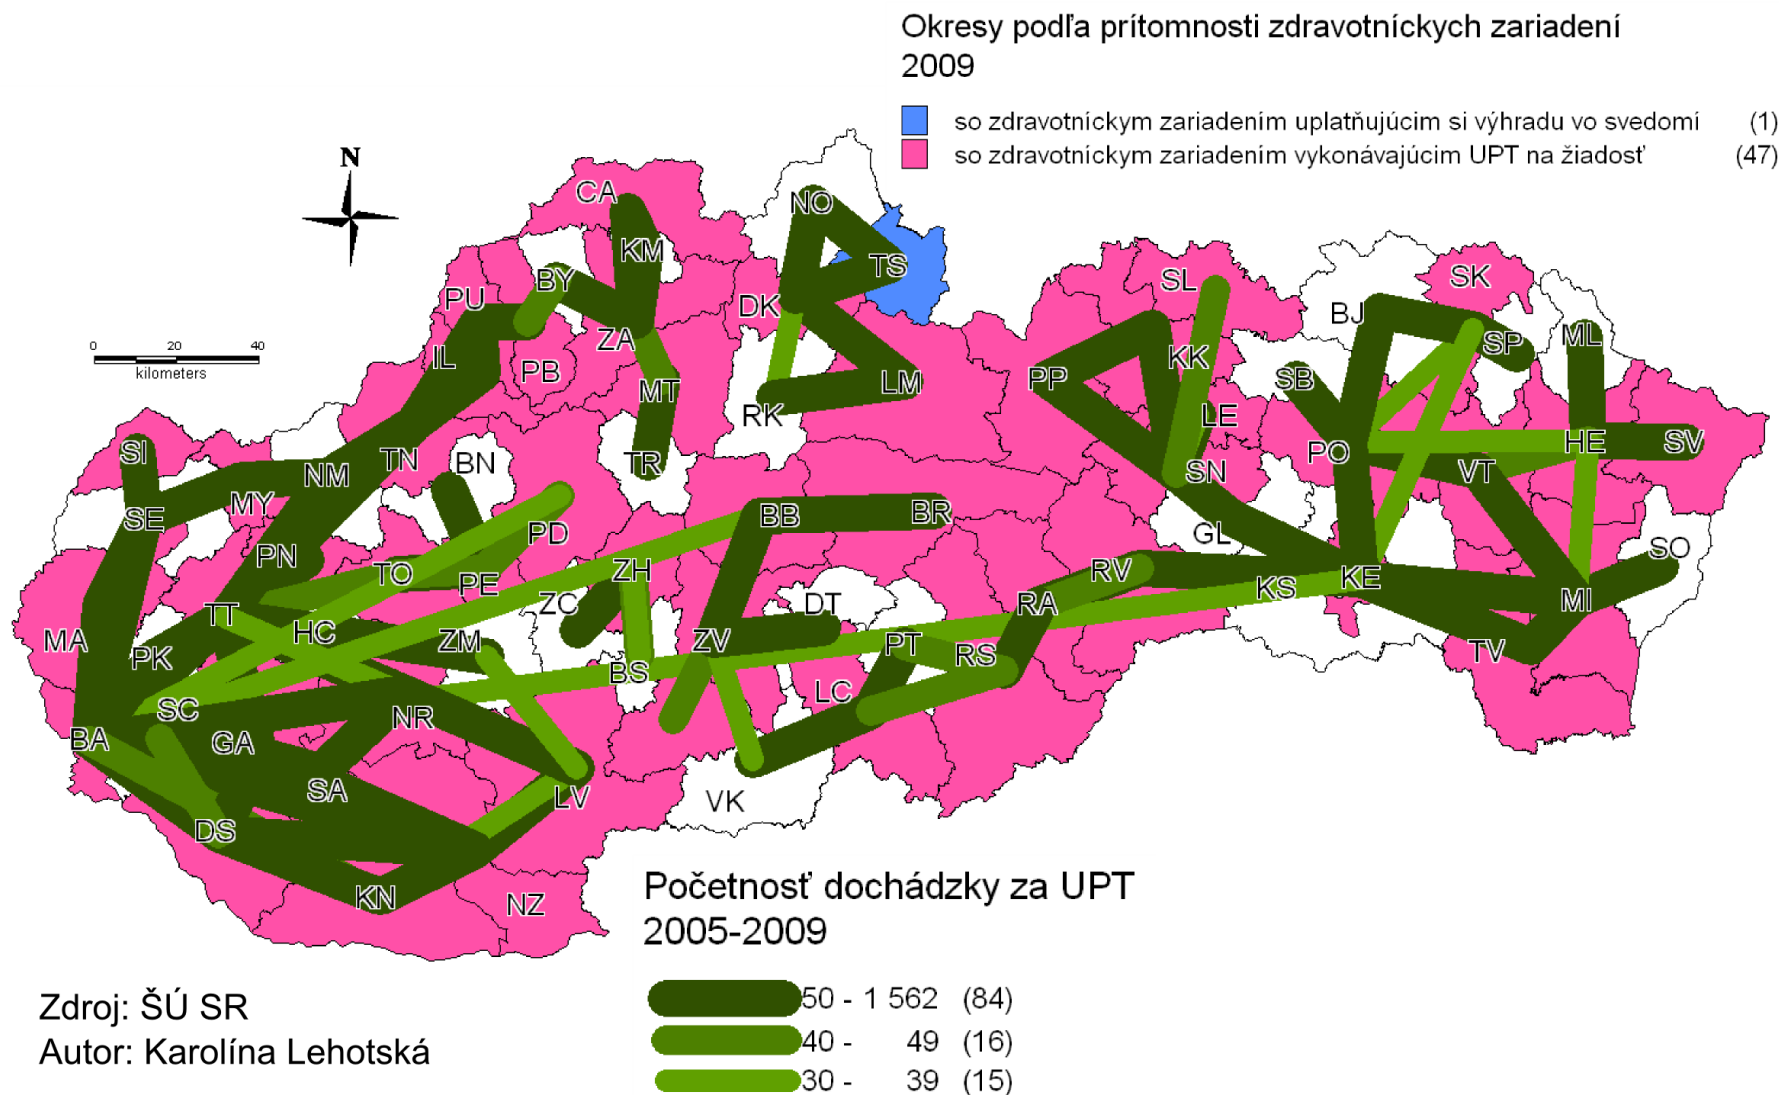 Okresy podľa prítomnosti zdravotníckych zariadení
2009
so zdravotníckym zariadením uplatňujúcim si výhradu vo svedomí (1)
so zdravotníckym zariadením vykonávajúcim UPT na žiadosť (47)
N
0 20 40
kilometers
CA
NO
KM
TS
BY
SL
SK
PU
DK
BJ
ZA
SP
ML
IL
PB
KK
PP
SB
MT
LM
RK
LE
SI
TR
HE
SV
BN
PO
NM
TN
SN
VT
MY
SE
BB
BR
PD
GL
PN
SO
TO
PE
ZH
RV
KS
KE
ZC
DT
RA
MI
TT
HC
MA
PK
ZM
ZV
PT
RS
TV
BS
LC
SC
NR
BA
GA
SA
LV
VK
DS
KN
NZ
Početnosť dochádzky za UPT
2005-2009
50 - 1 562 (84)
40 - 49 (16)
30 - 39 (15)
Zdroj: ŠÚ SR
Autor: Karolína Lehotská